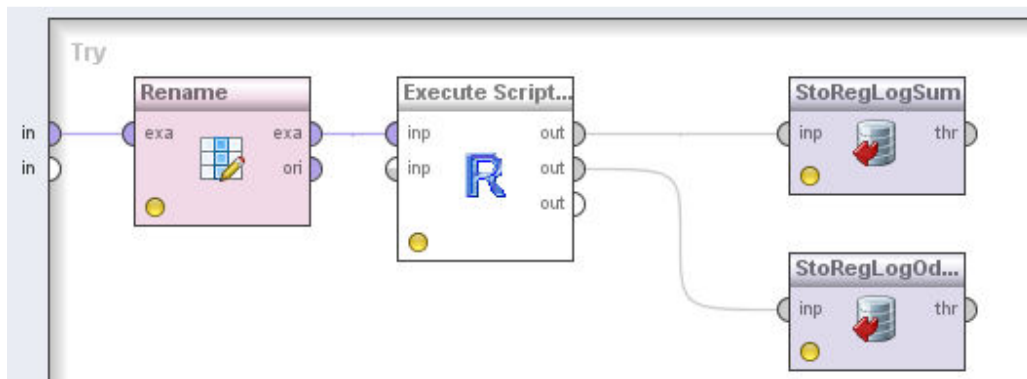 Try
Rename
Execute Script...
StoRegLogSum
in
exa
exa
inp
out
inp
thr
in
ori
inp
out
R
out
StoRegLogOd...
inp
thr